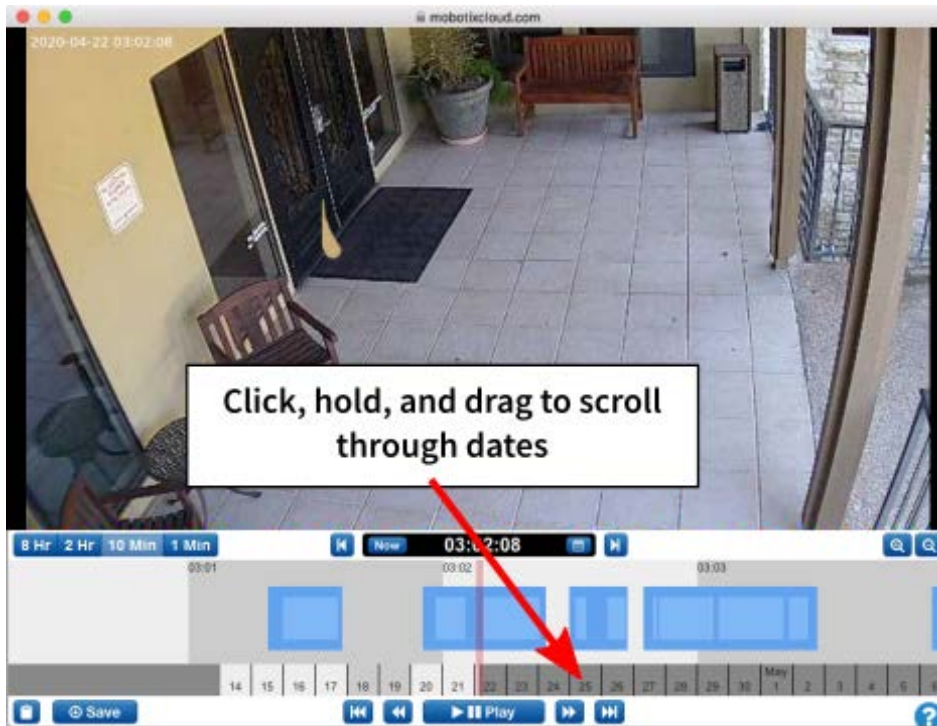 mobotixcloud.com
2020-04-22 03:02:08
Click, hold, and drag to scroll
through dates
8 Hr 2 Hr 10 Min 1 Min
Now 03:02:08
03:01 03:02 03:03
May
14 15 16 17 18 19 20 21 22 23 24 25 26 27 28 29 30 1 2 3 4 5
Save
Play
?